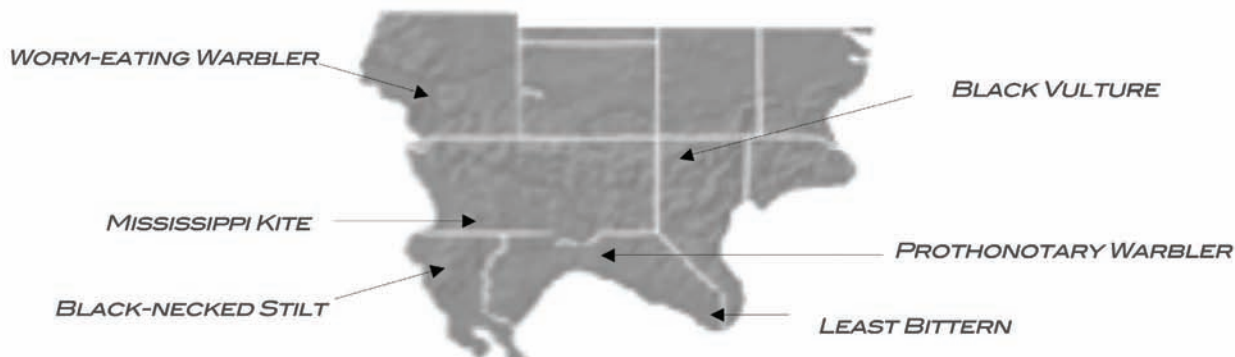 WORM-EATING WARBLER
BLACK VULTURE
MISSISSIPPI KITE
PROTHONOTARY WARBLER
BLACK-NECKED STILT
LEAST BITTERN